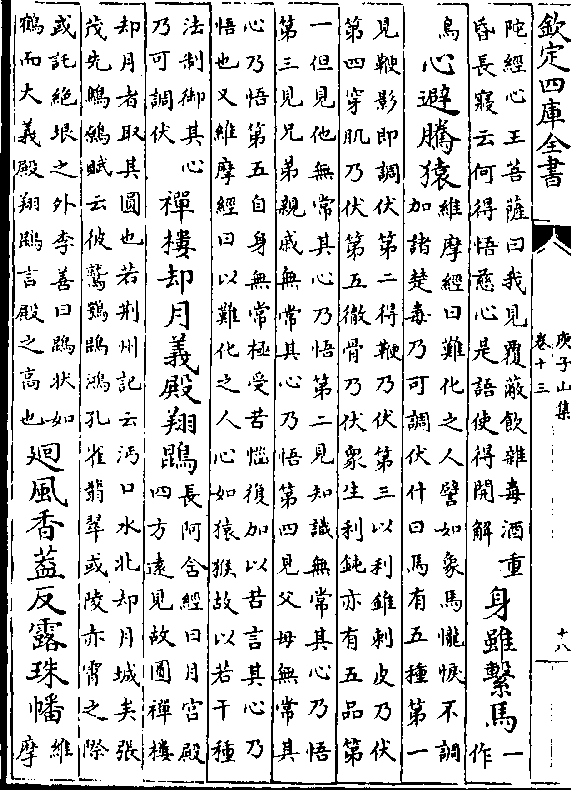 欽定四庫全書
庾子山集
卷十三
十八
陀經心王菩薩曰我見覆蔽飲雜毒酒重
昏長寢云何得悟慈心是語使得開解
身雖繫馬
一
作
鳥
心避騰猿
維摩經曰難化之人譬如象馬𢤱悷不調
加諸楚毒乃可調伏什曰馬有五種第一
見鞭影即調伏第二得鞭乃伏第三以利錐刺皮乃伏
第四穿肌乃伏第五徹骨乃伏衆生利鈍亦有五品第
一但見他無常其心乃悟第二見知識無常其心乃悟
第三見兄弟親戚無常其心乃悟第四見父母無常其
心乃悟第五自身無常極受苦惱復加以苦言其心乃
悟也又維摩經曰以難化之人心如猿猴故以若干種
法制御其心
乃可調伏
禪樓却月義殿翔鵾
長阿含經曰月宮殿
四方遠見故圓禪樓
却月者取其圓也若荆州記云沔口水北却月城矣張
茂先鷦鷯賦云彼鷲鶚鵾鴻孔雀翡翠或陵赤霄之際
或託絶垠之外李善曰鵾狀如
鶴而大義殿翔鵾言殿之高也
廻風香葢反露珠幡
維
摩